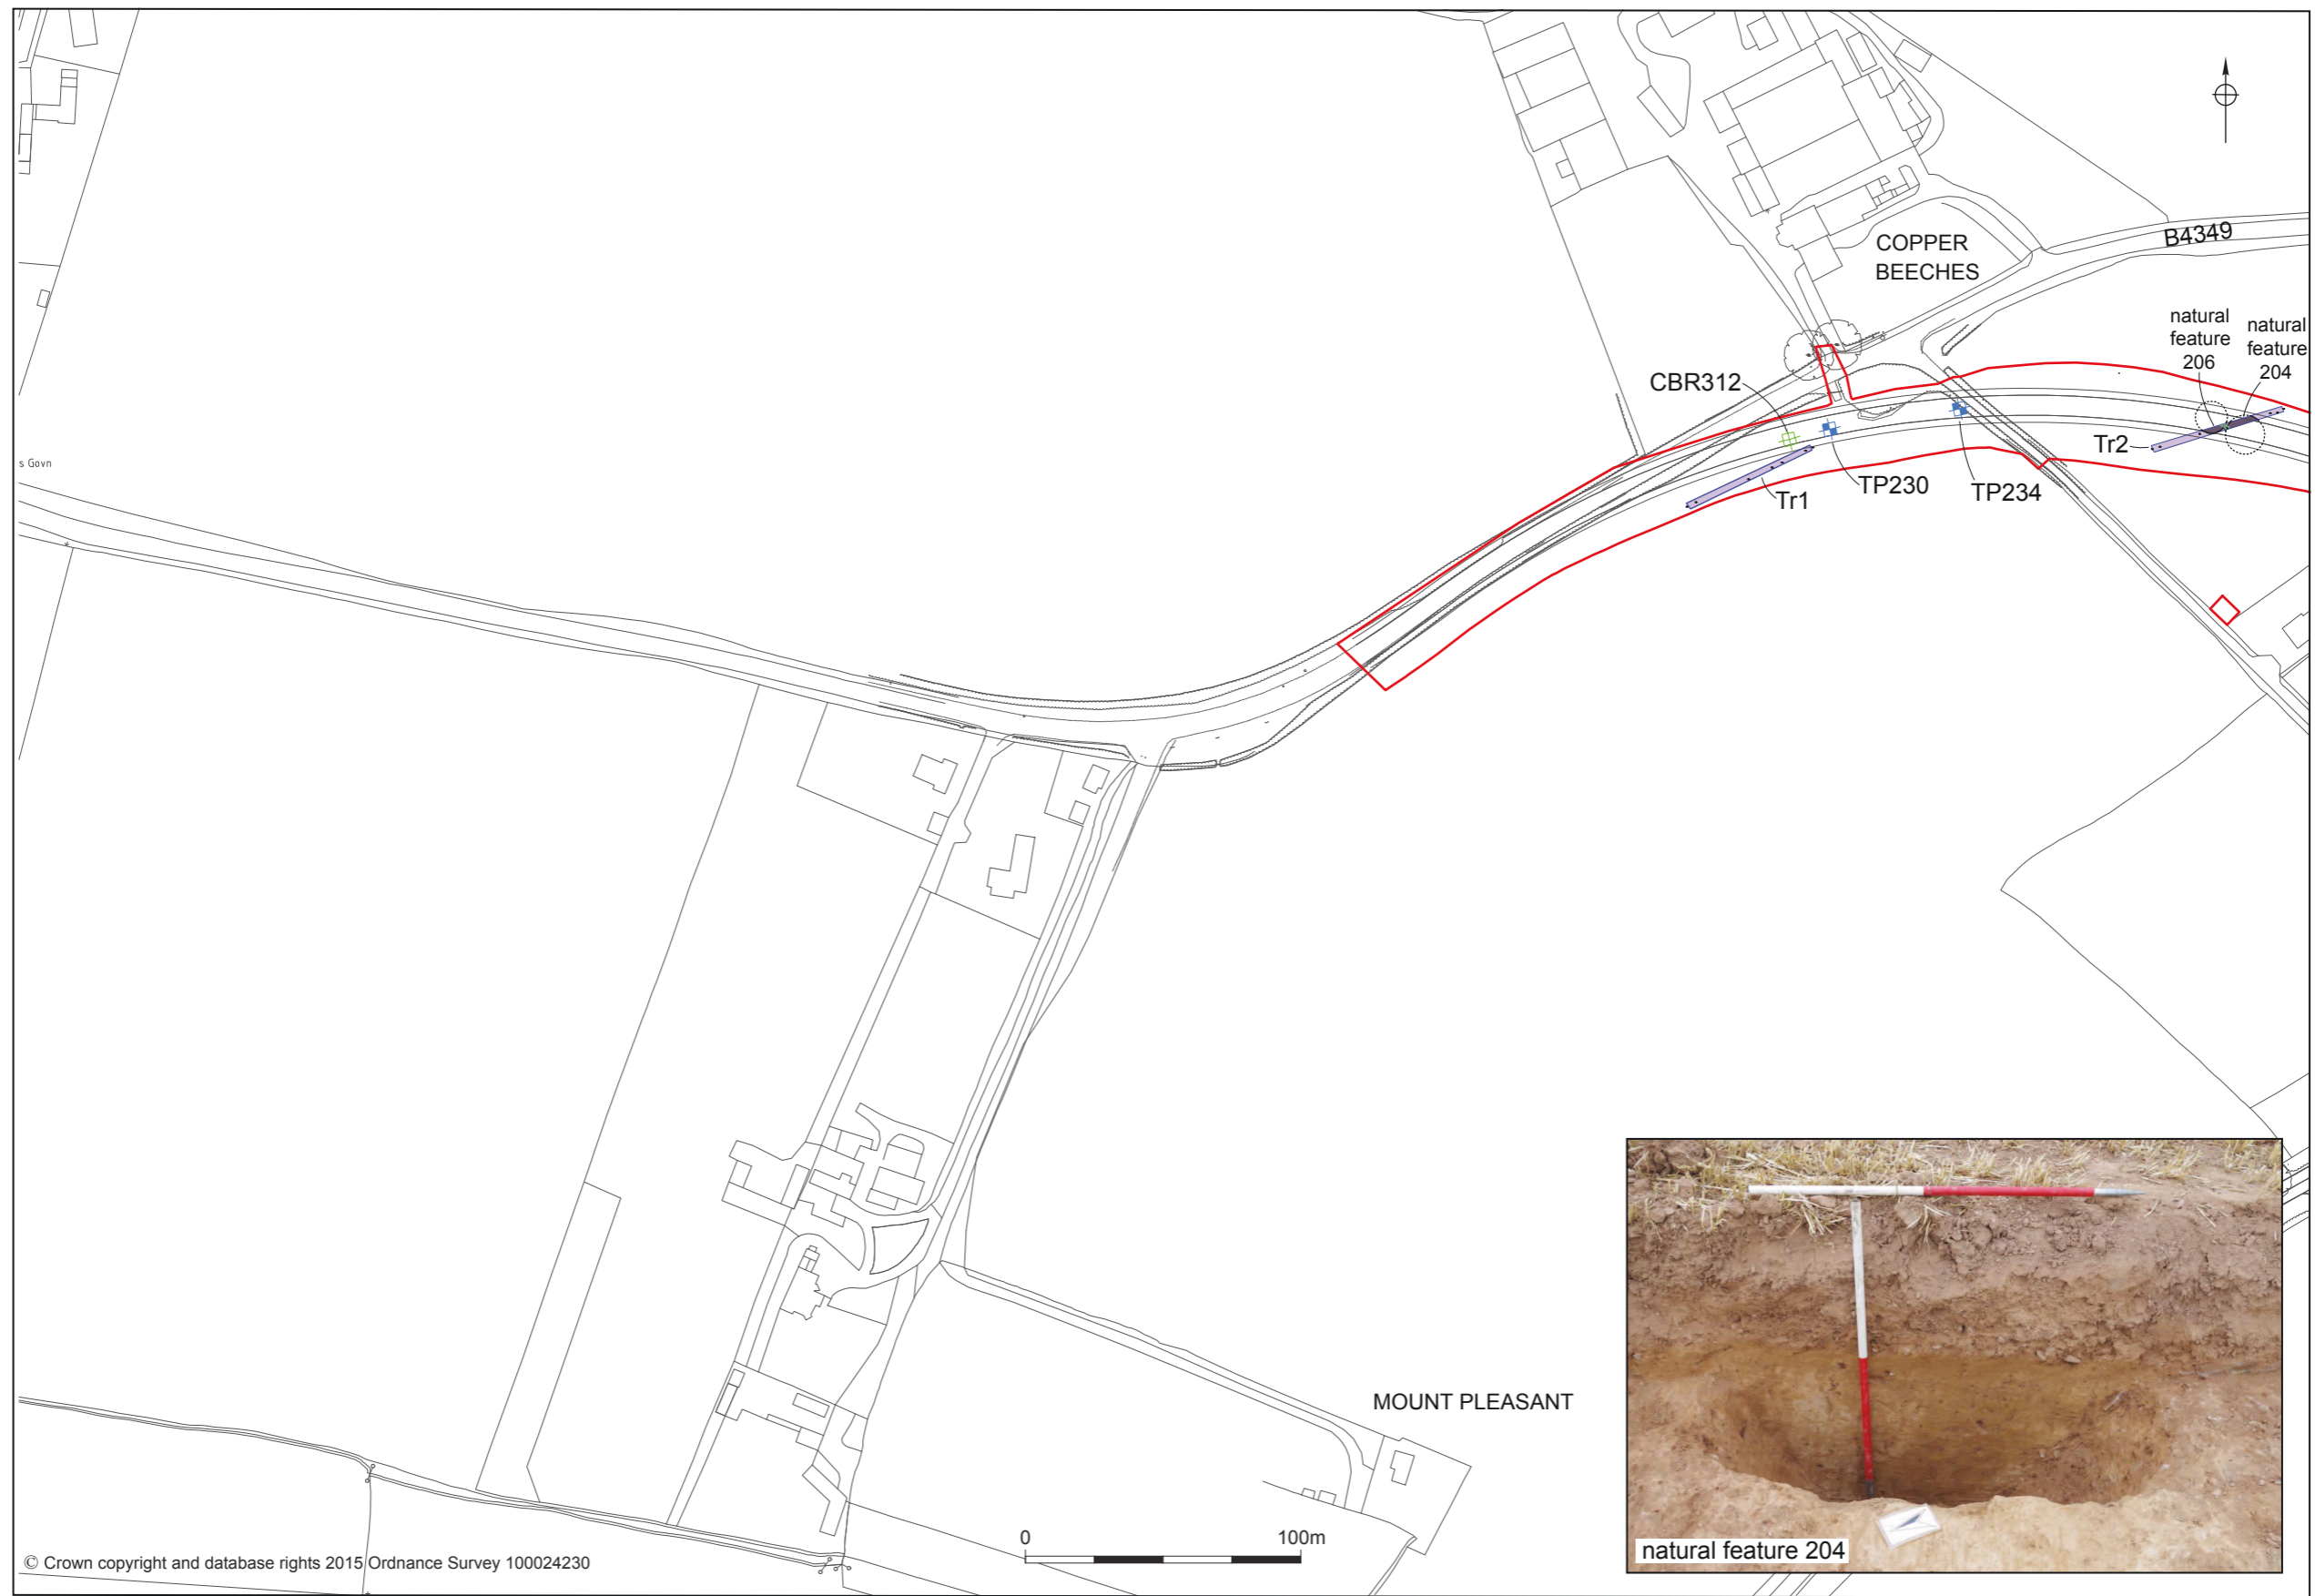 COPPER
BEECHES
B4349
natural
feature
206
natural
feature
204
CBR312
Tr2
s Govn
TP230
TP234
Tr1
MOUNT PLEASANT
0
100m
© Crown copyright and database rights 2015 Ordnance Survey 100024230
natural feature 204